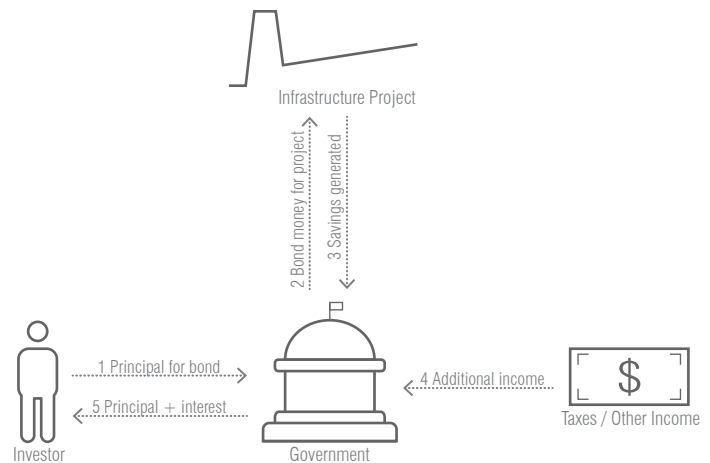 Infrastructure Project
2 Bond money for project
3 Savings generated
1 Principal for bond
5 Principal + interest
4 Additional income
$
Taxes / Other Income
Investor
Government